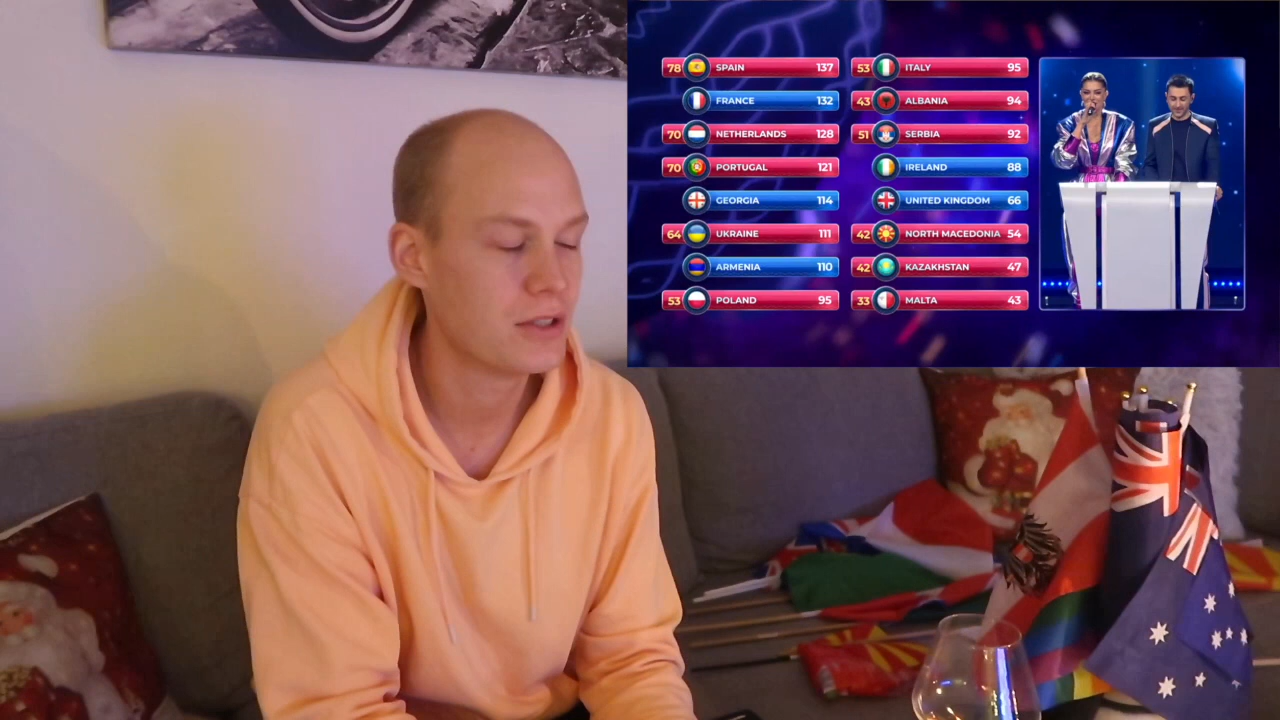 78 SPAIN 137
FRANCE 132
70 NETHERLANDS 128
70 PORTUGAL 121
GEORGIA 114
64 UKRAINE 111
ARMENIA 110
53 POLAND 95
53 ITALY 95
43 ALBANIA 94
51 SERBIA 92
IRELAND 88
UNITED KINGDOM 66
42 NORTH MACEDONIA 54
42 KAZAKHSTAN 47
33 MALTA 43